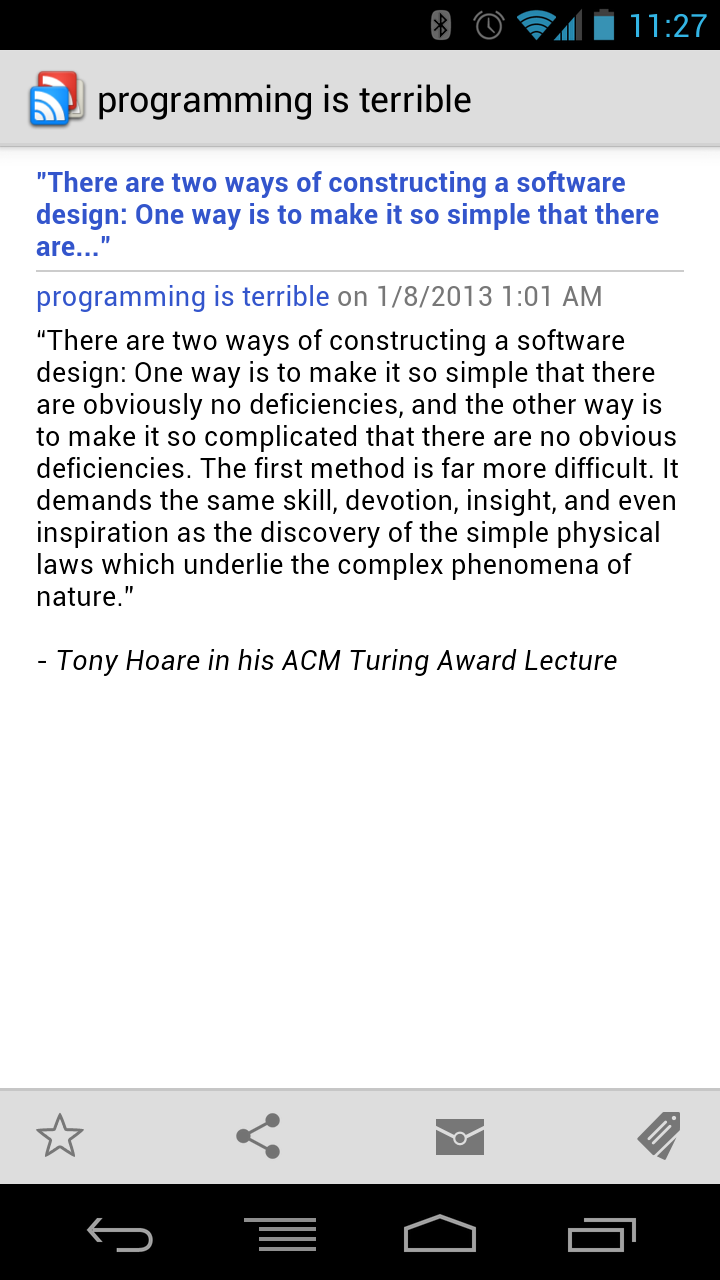 11:27
programming is terrible
"There are two ways of constructing a software
design: One way is to make it so simple that there
are..."
programming is terrible on 1/8/2013 1:01 AM
“There are two ways of constructing a software
design: One way is to make it so simple that there
are obviously no deficiencies, and the other way is
to make it so complicated that there are no obvious
deficiencies. The first method is far more difficult. It
demands the same skill, devotion, insight, and even
inspiration as the discovery of the simple physical
laws which underlie the complex phenomena of
nature.”
- Tony Hoare in his ACM Turing Award Lecture